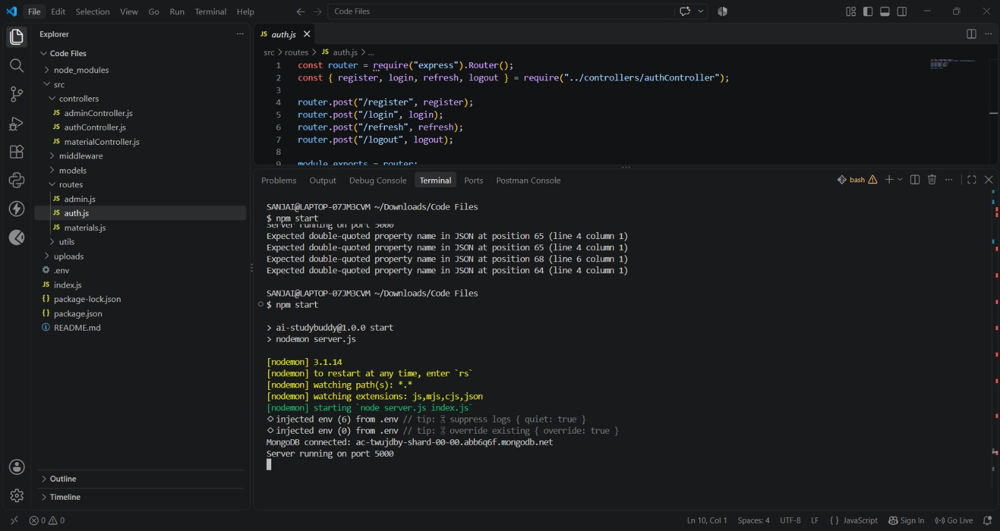 File Edit Selection View Go Run Terminal Help
Code Files
Explorer
Code Files
node_modules
src
controllers
JS adminController.js
JS authController.js
JS materialController.js
middleware
models
routes
JS admin.js
JS auth.js
JS materials.js
utils
uploads
.env
JS index.js
{} package-lock.json
{} package.json
README.md
Outline
Timeline
JS auth.js
src > routes > JS auth.js > ...
1 const router = require("express").Router();
2 const { register, login, refresh, logout } = require("../controllers/authController");
3
4 router.post("/register", register);
5 router.post("/login", login);
6 router.post("/refresh", refresh);
7 router.post("/logout", logout);
8
9 module.exports = router;
Problems Output Debug Console Terminal Ports Postman Console
bash
SANJAI@LAPTOP-07JM3CVM ~/Downloads/Code Files
$ npm start
Server running on port 5000
Expected double-quoted property name in JSON at position 65 (line 4 column 1)
Expected double-quoted property name in JSON at position 65 (line 4 column 1)
Expected double-quoted property name in JSON at position 68 (line 6 column 1)
Expected double-quoted property name in JSON at position 64 (line 4 column 1)
SANJAI@LAPTOP-07JM3CVM ~/Downloads/Code Files
$ npm start
> ai-studybuddy@1.0.0 start
> nodemon server.js
[nodemon] 3.1.14
[nodemon] to restart at any time, enter `rs`
[nodemon] watching path(s): *.*
[nodemon] watching extensions: js,mjs,cjs,json
[nodemon] starting `node server.js index.js`
◇ injected env (6) from .env // tip: ⌘ suppress logs { quiet: true }
◇ injected env (0) from .env // tip: ⌘ override existing { override: true }
MongoDB connected: ac-twujdby-shard-00-00.abb6q6f.mongodb.net
Server running on port 5000
0 0
Ln 10, Col 1 Spaces: 4 UTF-8 LF {} JavaScript Sign In Go Live